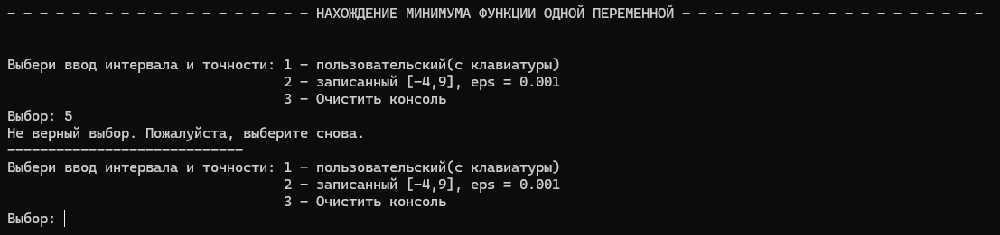 - - - - - - - - - - - - - - - - - - - НАХОЖДЕНИЕ МИНИМУМА ФУНКЦИИ ОДНОЙ ПЕРЕМЕННОЙ - - - - - - - - - - - - - - - - - - -
Выбери ввод интервала и точности: 1 - пользовательский(с клавиатуры)
2 - записанный [-4,9], eps = 0.001
3 - Очистить консоль
Выбор: 5
Не верный выбор. Пожалуйста, выберите снова.
-----------------------------
Выбери ввод интервала и точности: 1 - пользовательский(с клавиатуры)
2 - записанный [-4,9], eps = 0.001
3 - Очистить консоль
Выбор: